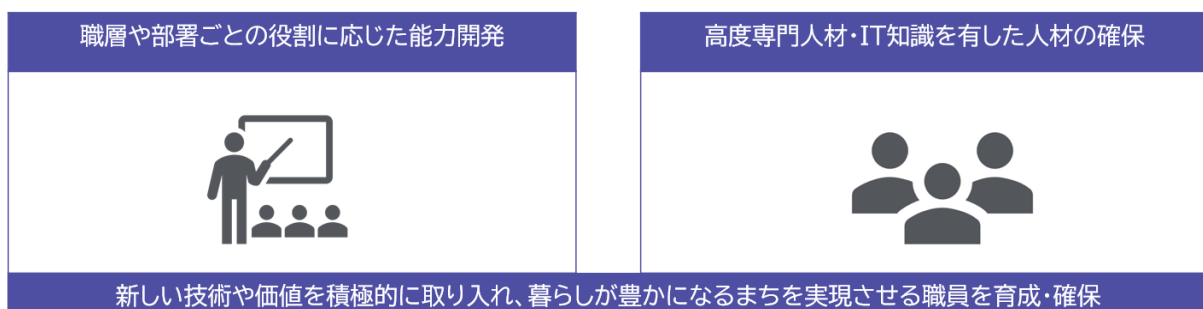 職層や部署ごとの役割に応じた能力開発
高度専門人材・IT知識を有した人材の確保
新しい技術や価値を積極的に取り入れ、暮らしが豊かになるまちを実現させる職員を育成・確保